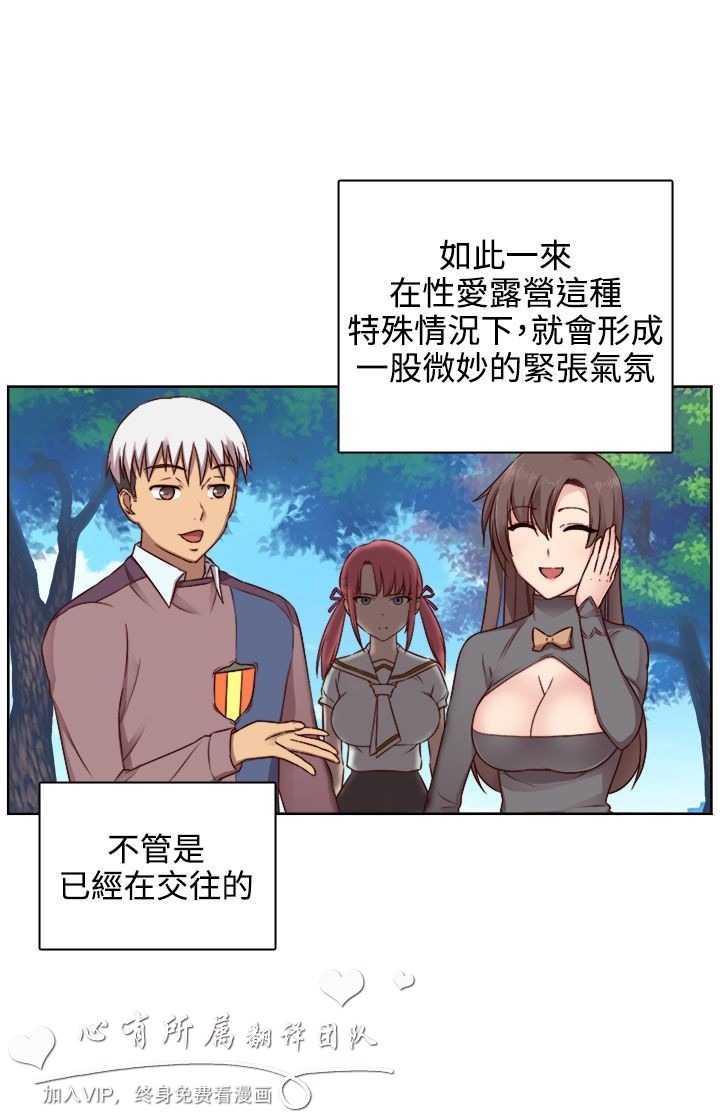 如此一來
在性愛露營這種
特殊情況下,就會形成
一股微妙的緊張氣氛
不管是
已經在交往的
心有所属翻译团队
加入VIP,终身免费看漫画